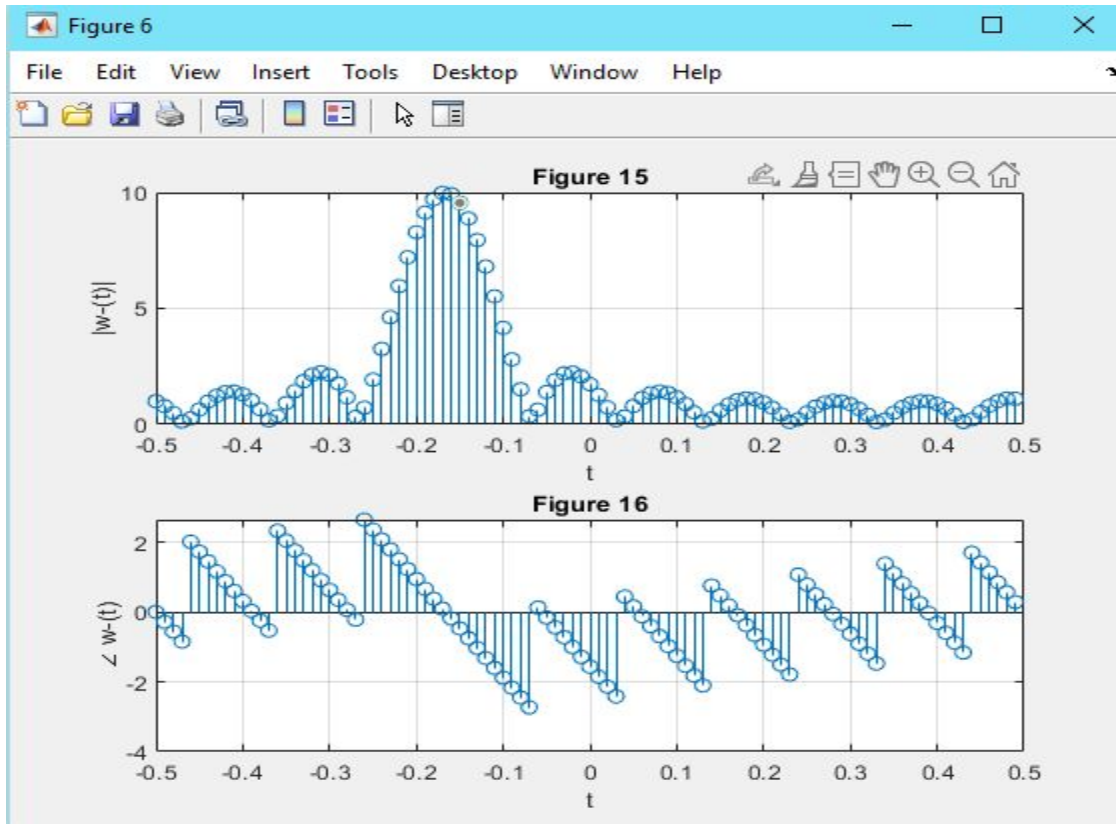 Figure 6
File Edit View Insert Tools Desktop Window Help
Figure 15
10
5
0
|w-(t)|
-0.5 -0.4 -0.3 -0.2 -0.1 0 0.1 0.2 0.3 0.4 0.5
t
Figure 16
2
0
-2
-4
∠ w-(t)
-0.5 -0.4 -0.3 -0.2 -0.1 0 0.1 0.2 0.3 0.4 0.5
t